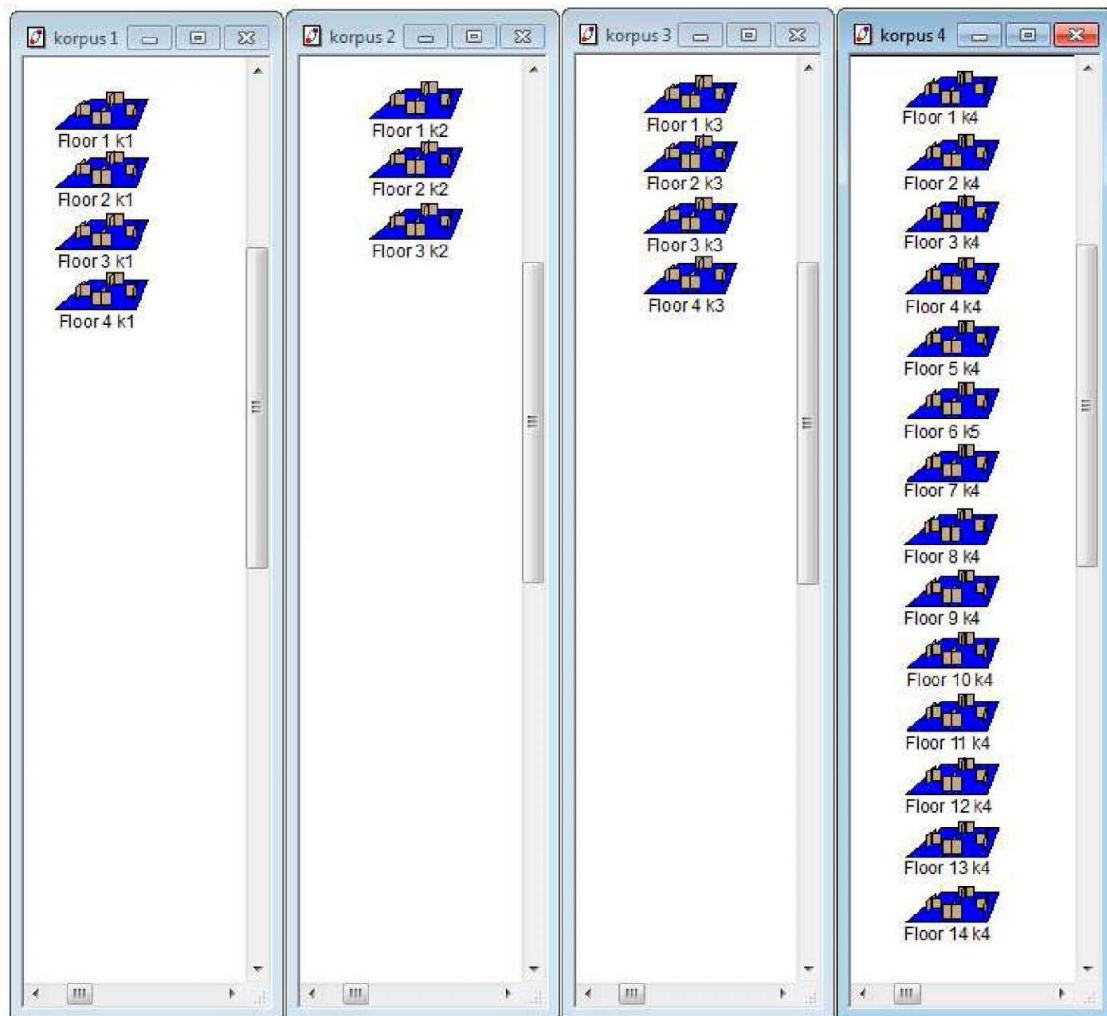 korpus 1
Floor 1 k1
Floor 2 k1
Floor 3 k1
Floor 4 k1
korpus 2
Floor 1 k2
Floor 2 k2
Floor 3 k2
korpus 3
Floor 1 k3
Floor 2 k3
Floor 3 k3
Floor 4 k3
korpus 4
Floor 1 k4
Floor 2 k4
Floor 3 k4
Floor 4 k4
Floor 5 k4
Floor 6 k5
Floor 7 k4
Floor 8 k4
Floor 9 k4
Floor 10 k4
Floor 11 k4
Floor 12 k4
Floor 13 k4
Floor 14 k4